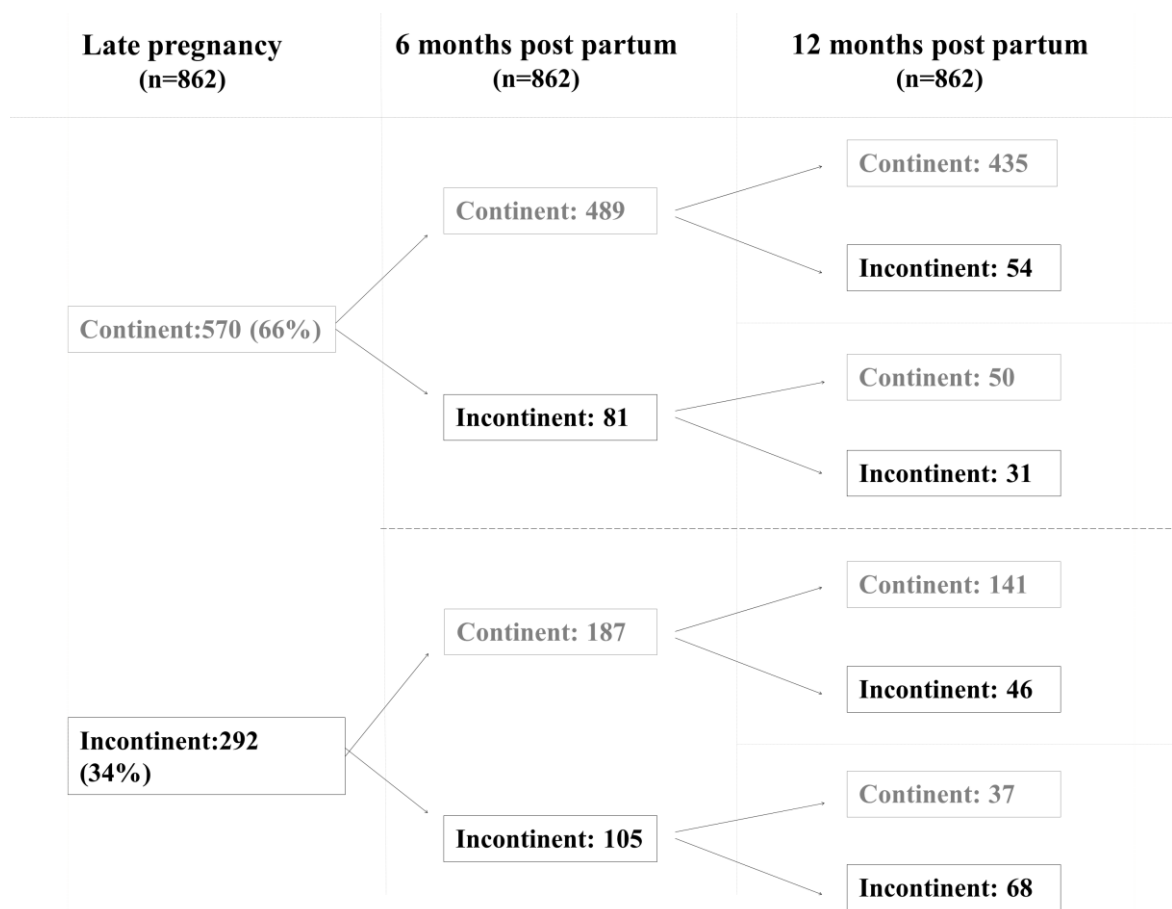 Late pregnancy
(n=862)
6 months post partum
(n=862)
12 months post partum
(n=862)
Continent:570 (66%)
Continent: 489
Continent: 435
Incontinent: 54
Incontinent: 81
Continent: 50
Incontinent: 31
Incontinent:292
(34%)
Continent: 187
Continent: 141
Incontinent: 46
Incontinent: 105
Continent: 37
Incontinent: 68